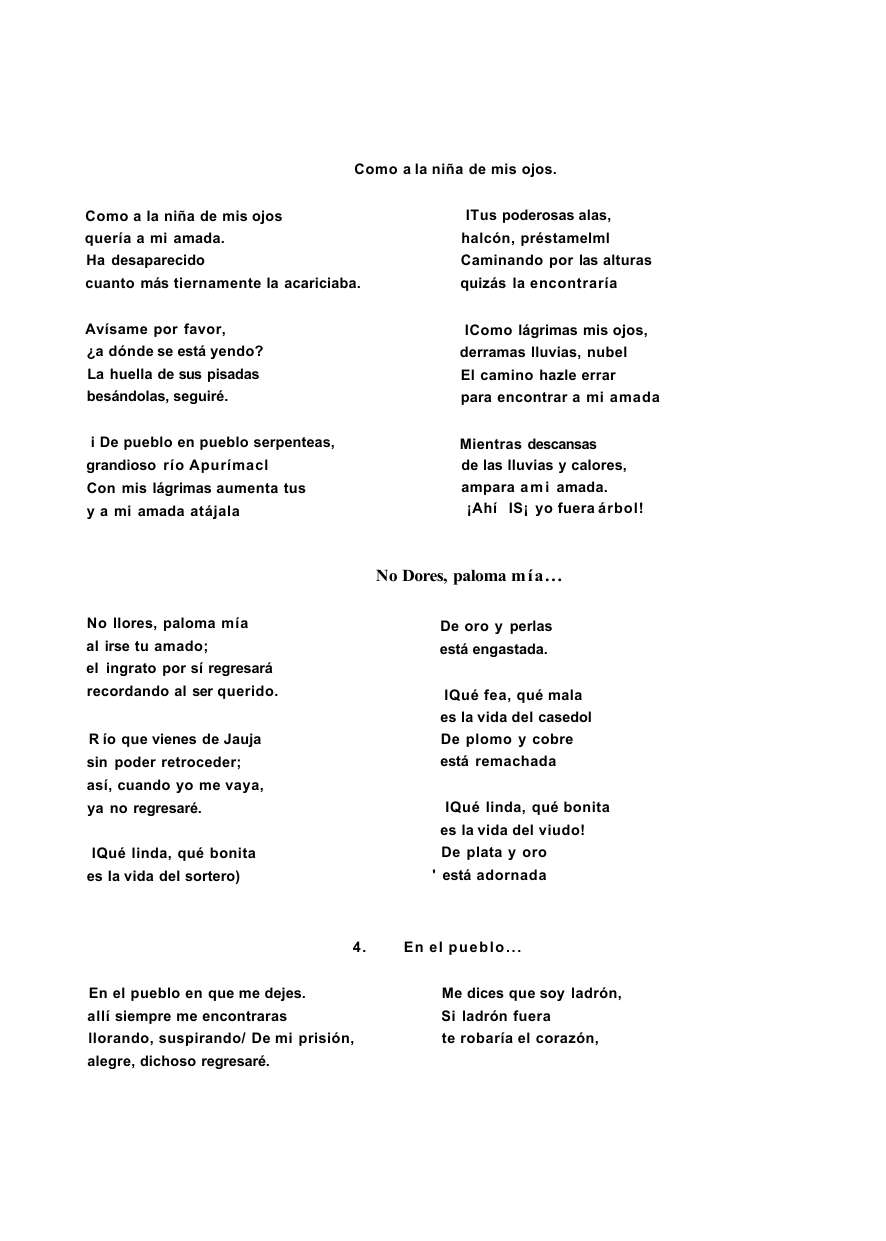 Como a la niña de mis ojos.
Como a la niña de mis ojos
quería a mi amada.
Ha desaparecido
cuanto más tiernamente la acariciaba.
Avísame por favor,
¿a dónde se está yendo?
La huella de sus pisadas
besándolas, seguiré.
i De pueblo en pueblo serpenteas,
grandioso río Apurímacl
Con mis lágrimas aumenta tus
y a mi amada atájala
lTus poderosas alas,
halcón, préstamelml
Caminando por las alturas
quizás la encontraría
lComo lágrimas mis ojos,
derramas lluvias, nubel
El camino hazle errar
para encontrar a mi amada
Mientras descansas
de las lluvias y calores,
ampara a m i amada.
¡Ahí lS¡ yo fuera árbol!
No Dores, paloma mía...
No llores, paloma mía
al irse tu amado;
el ingrato por sí regresará
recordando al ser querido.
R ío que vienes de Jauja
sin poder retroceder;
así, cuando yo me vaya,
ya no regresaré.
lQué linda, qué bonita
es la vida del sortero)
De oro y perlas
está engastada.
lQué fea, qué mala
es la vida del casedol
De plomo y cobre
está remachada
lQué linda, qué bonita
es la vida del viudo!
De plata y oro
' está adornada
4. En el pueblo...
En el pueblo en que me dejes.
allí siempre me encontraras
llorando, suspirando/ De mi prisión,
alegre, dichoso regresaré.
Me dices que soy ladrón,
Si ladrón fuera
te robaría el corazón,